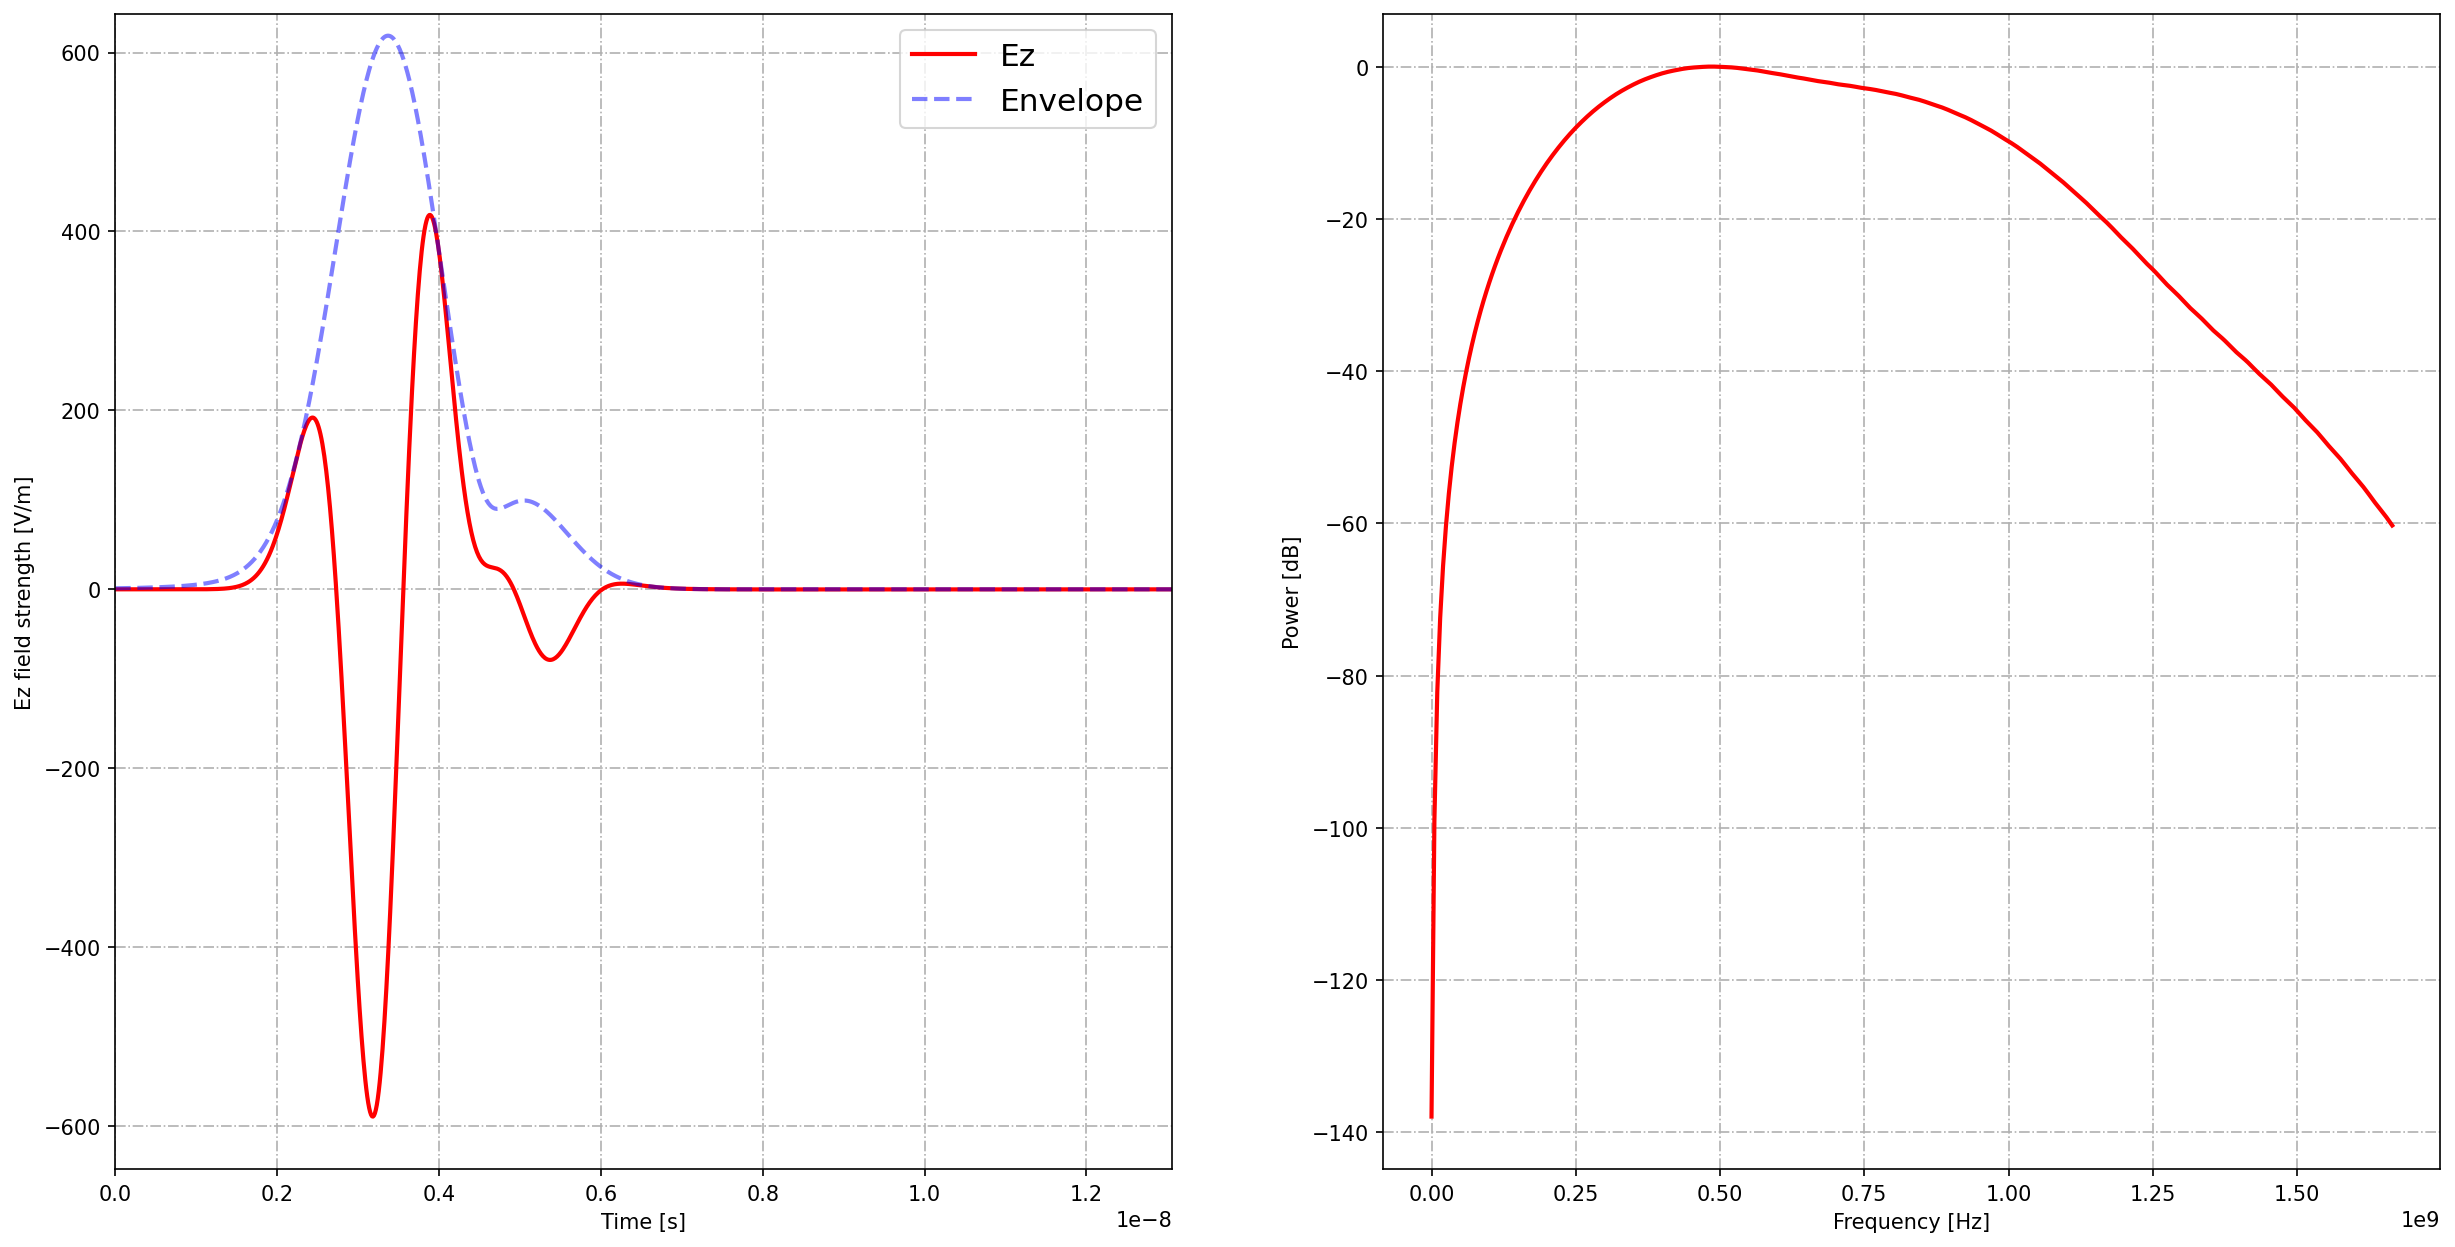 600
400
200
0
−200
−400
−600
Ez field strength [V/m]
Ez
Envelope
0.0 0.2 0.4 0.6 0.8 1.0 1.2
Time [s]
1e−8
0
−20
−40
−60
−80
−100
−120
−140
Power [dB]
0.00 0.25 0.50 0.75 1.00 1.25 1.50
Frequency [Hz]
1e9